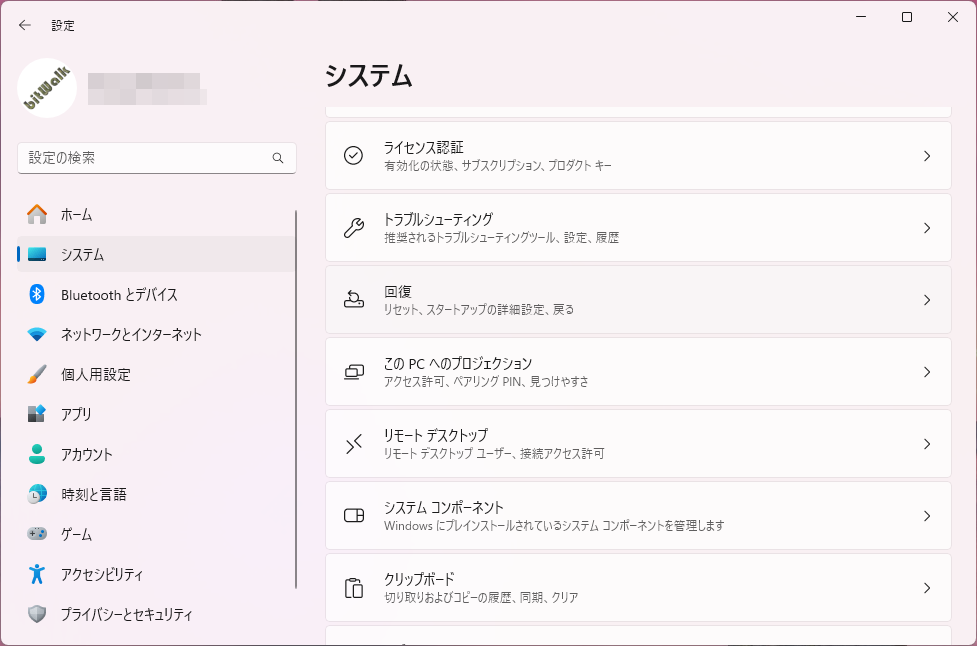 設定
bitWalk
システム
設定の検索
ホーム
システム
Bluetooth とデバイス
ネットワークとインターネット
個人用設定
アプリ
アカウント
時刻と言語
ゲーム
アクセシビリティ
プライバシーとセキュリティ
ライセンス認証
有効化の状態、サブスクリプション、プロダクト キー
トラブルシューティング
推奨されるトラブルシューティングツール、設定、履歴
回復
リセット、スタートアップの詳細設定、戻る
この PC へのプロジェクション
アクセス許可、ペアリング PIN、見つけやすさ
リモート デスクトップ
リモート デスクトップ ユーザー、接続アクセス許可
システム コンポーネント
Windows にプレインストールされているシステム コンポーネントを管理します
クリップボード
切り取りおよびコピーの履歴、同期、クリア